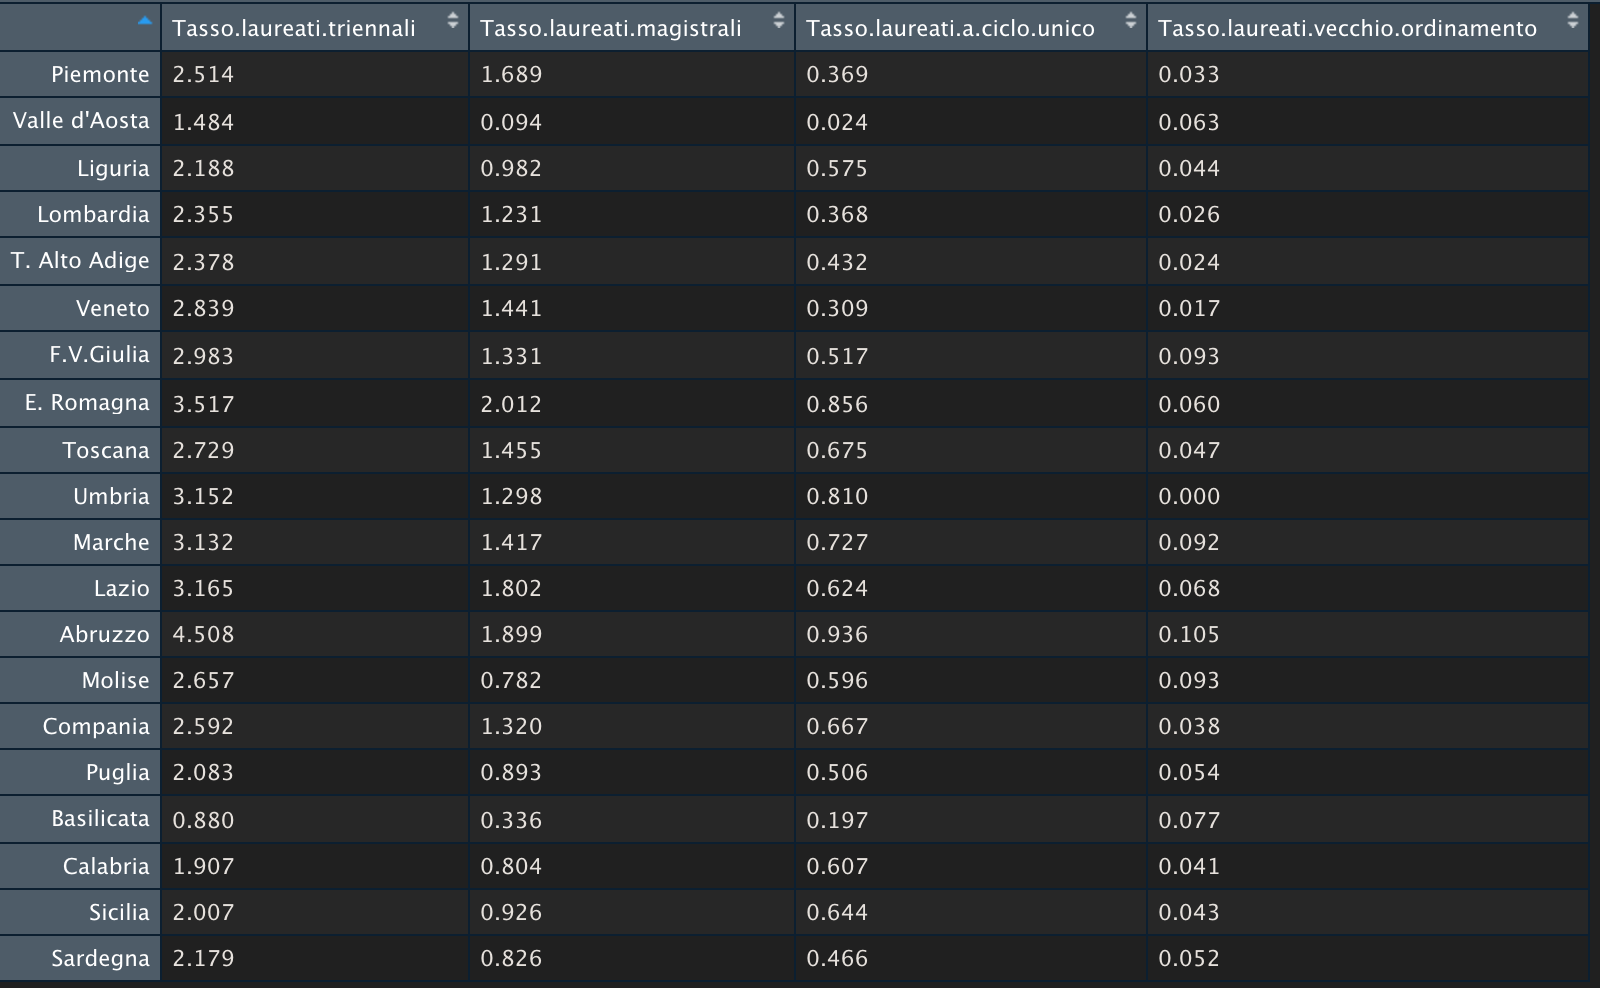 Tasso.laureati.triennali Tasso.laureati.magistrali Tasso.laureati.a.ciclo.unico Tasso.laureati.vecchio.ordinamento
Piemonte 2.514 1.689 0.369 0.033
Valle d'Aosta 1.484 0.094 0.024 0.063
Liguria 2.188 0.982 0.575 0.044
Lombardia 2.355 1.231 0.368 0.026
T. Alto Adige 2.378 1.291 0.432 0.024
Veneto 2.839 1.441 0.309 0.017
F.V.Giulia 2.983 1.331 0.517 0.093
E. Romagna 3.517 2.012 0.856 0.060
Toscana 2.729 1.455 0.675 0.047
Umbria 3.152 1.298 0.810 0.000
Marche 3.132 1.417 0.727 0.092
Lazio 3.165 1.802 0.624 0.068
Abruzzo 4.508 1.899 0.936 0.105
Molise 2.657 0.782 0.596 0.093
Compania 2.592 1.320 0.667 0.038
Puglia 2.083 0.893 0.506 0.054
Basilicata 0.880 0.336 0.197 0.077
Calabria 1.907 0.804 0.607 0.041
Sicilia 2.007 0.926 0.644 0.043
Sardegna 2.179 0.826 0.466 0.052